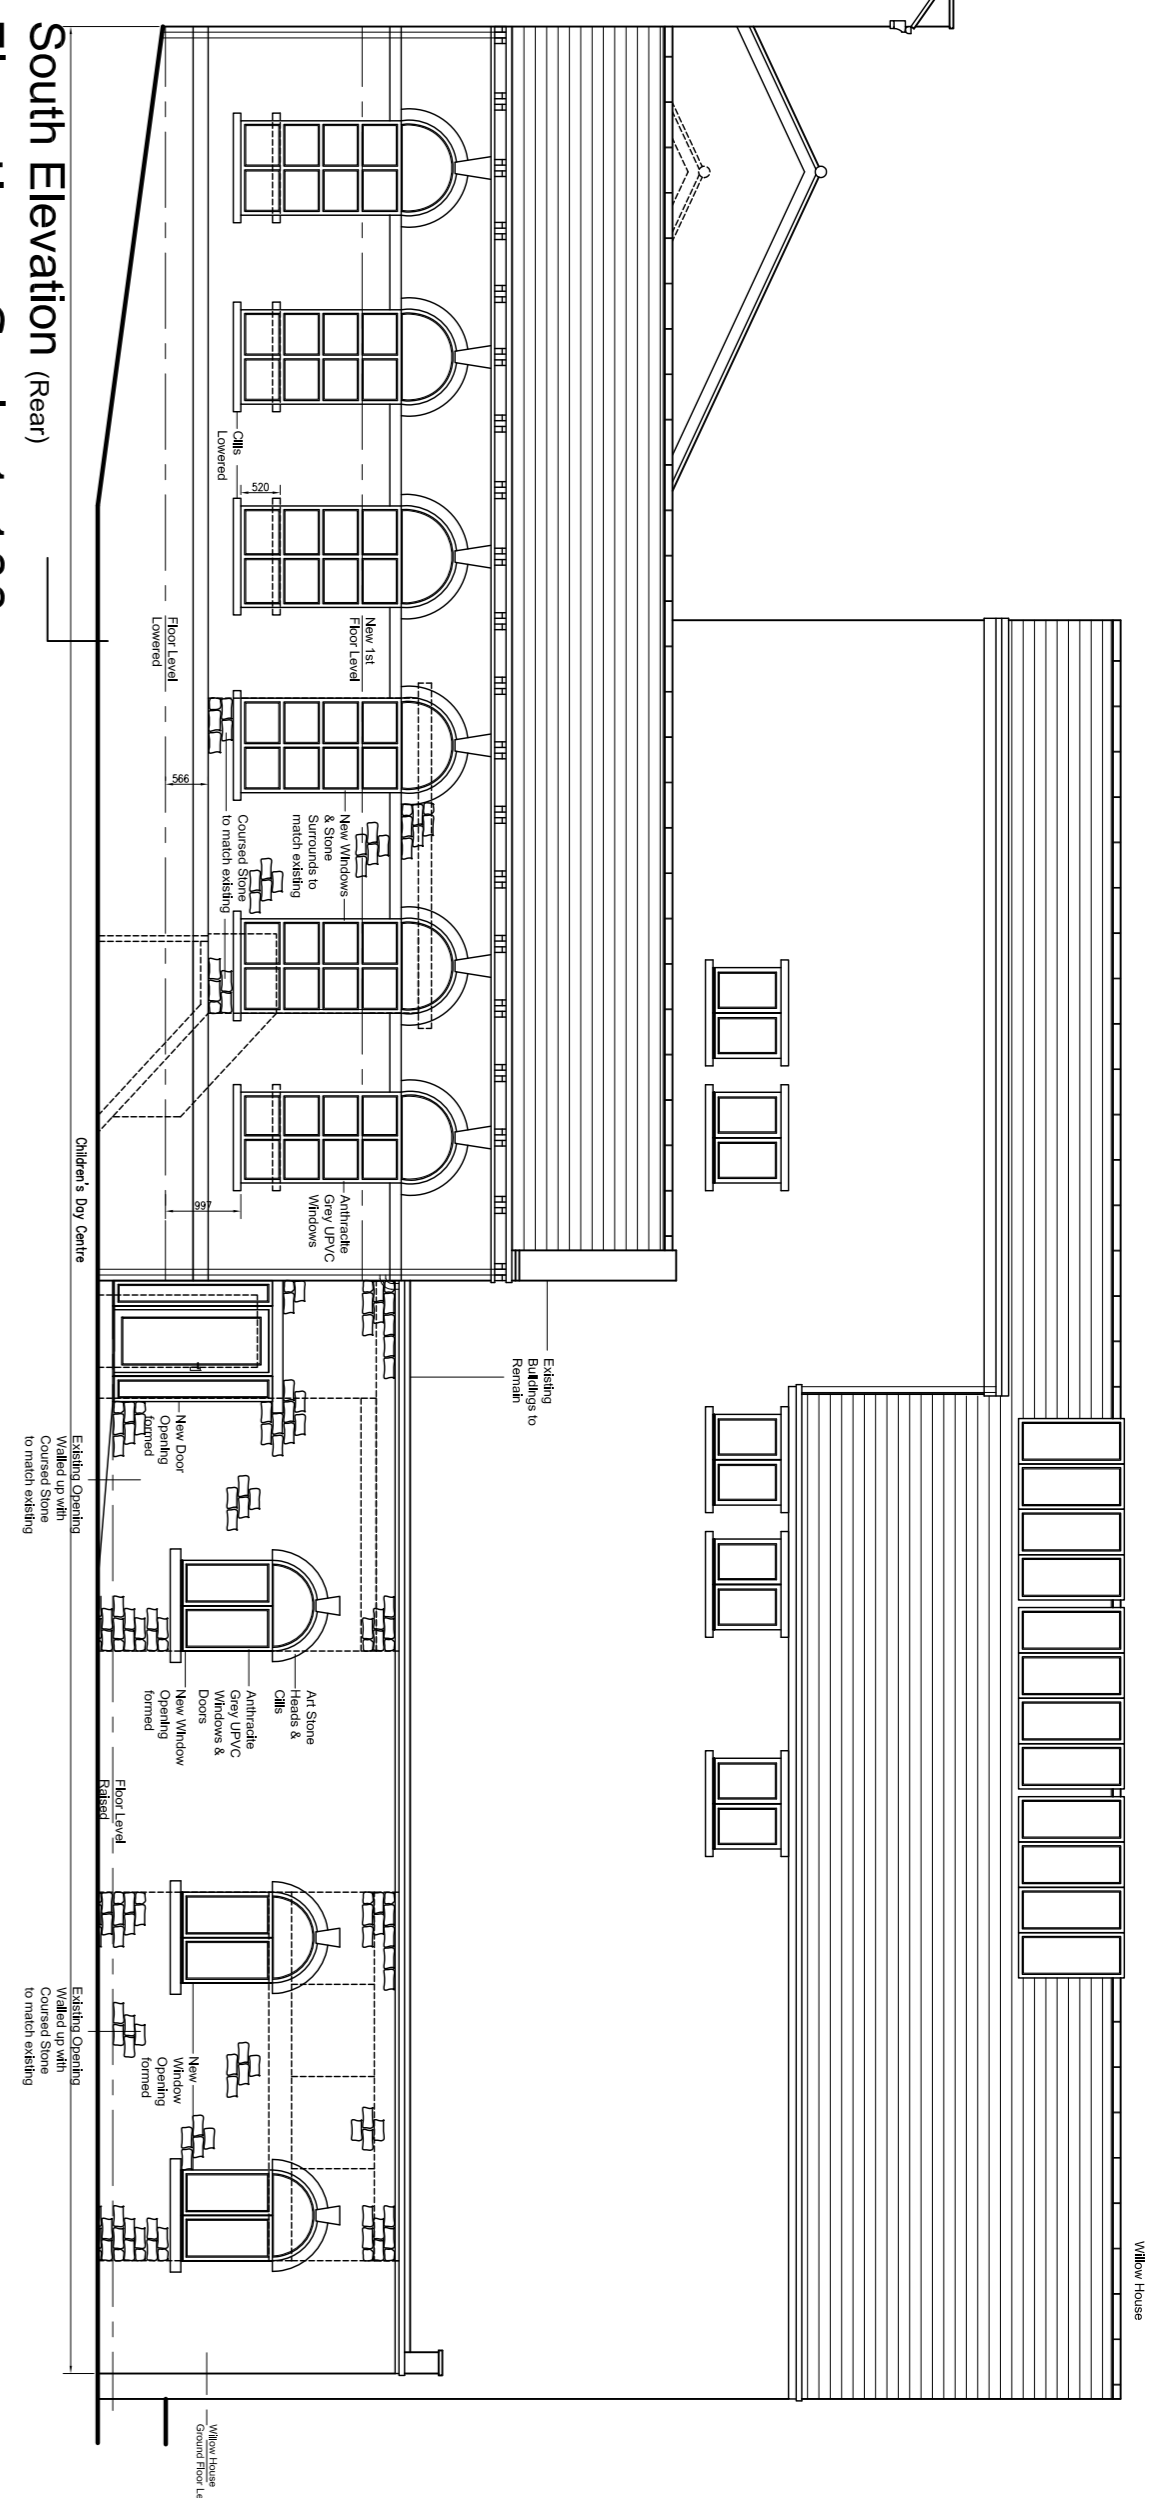 Willow House
Existing
Buildings to
Remain
New 1st
Floor Level
Floor Level
Lowered
Cills
Lowered
520
566
997
New Windows
& Stone
Surrounds to
match existing
Coursed Stone
to match existing
Anthracite
Grey UPVC
Windows
Children's Day Centre
New Door
Opening
formed
Existing Opening
Walled up with
Coursed Stone
to match existing
Art Stone
Heads &
Cills
Anthracite
Grey UPVC
Windows &
Doors
New Window
Opening
formed
Floor Level
Raised
New
Window
Opening
formed
Existing Opening
Walled up with
Coursed Stone
to match existing
Willow House
Ground Floor Le
South Elevation (Rear)